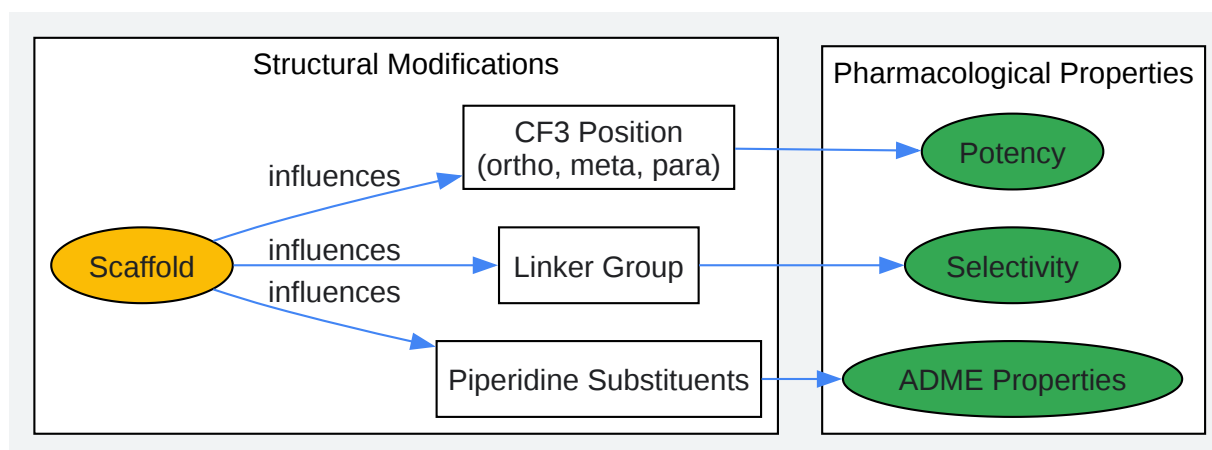 Structural Modifications
Pharmacological Properties
CF3 Position
(ortho, meta, para)
Potency
influences
Scaffold
influences
Linker Group
Selectivity
influences
Piperidine Substituents
ADME Properties